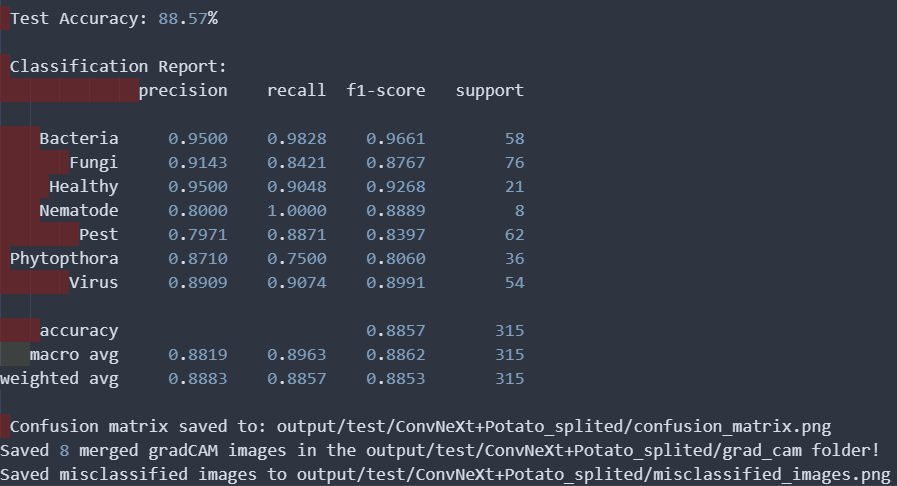 Test Accuracy: 88.57%
Classification Report:
precision recall f1-score support
Bacteria 0.9500 0.9828 0.9661 58
Fungi 0.9143 0.8421 0.8767 76
Healthy 0.9500 0.9048 0.9268 21
Nematode 0.8000 1.0000 0.8889 8
Pest 0.7971 0.8871 0.8397 62
Phytopthora 0.8710 0.7500 0.8060 36
Virus 0.8909 0.9074 0.8991 54
accuracy 0.8857 315
macro avg 0.8819 0.8963 0.8862 315
weighted avg 0.8883 0.8857 0.8853 315
Confusion matrix saved to: output/test/ConvNeXt+Potato_splited/confusion_matrix.png
Saved 8 merged gradCAM images in the output/test/ConvNeXt+Potato_splited/grad_cam folder!
Saved misclassified images to output/test/ConvNeXt+Potato_splited/misclassified_images.png